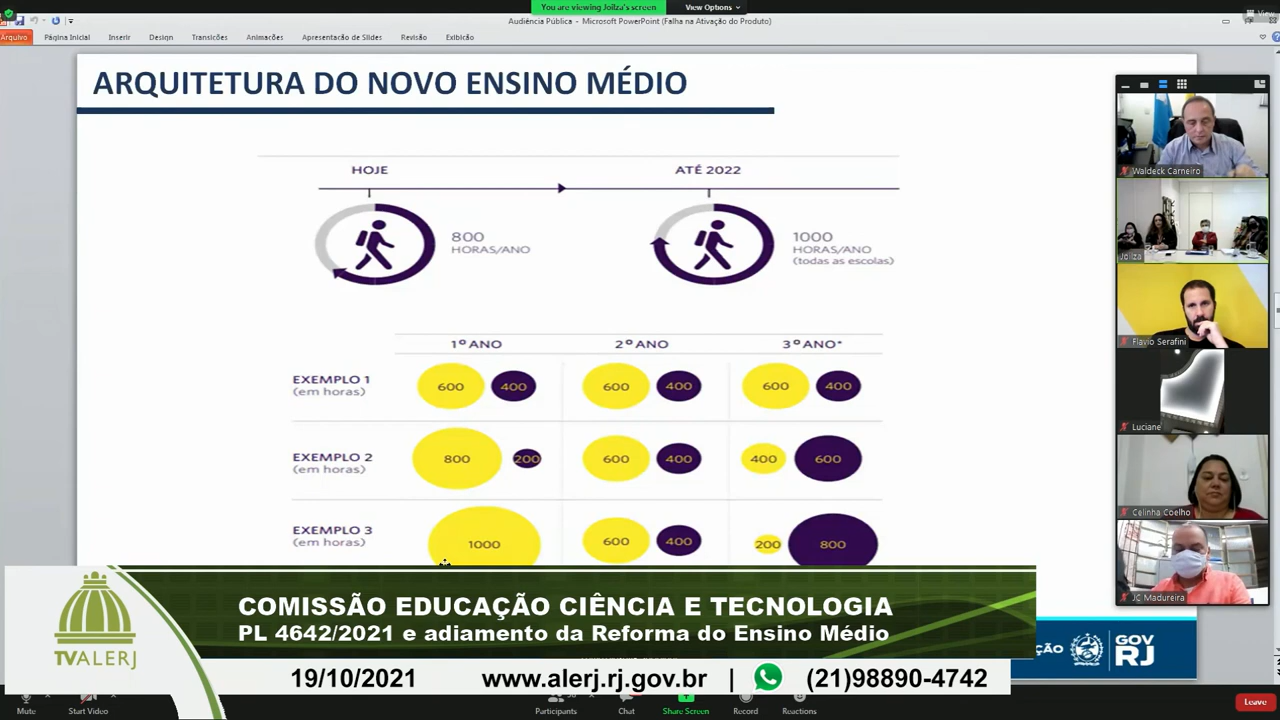 You are viewing Joilza's screen
View Options
View
Audiência Pública - Microsoft PowerPoint (Falha na Ativação do Produto)
Arquivo
Página Inicial
Inserir
Design
Transições
Animações
Apresentação de Slides
Revisão
Exibição
ARQUITETURA DO NOVO ENSINO MÉDIO
HOJE
ATÉ 2022
800
HORAS/ANO
1000
HORAS/ANO
(todas as escolas)
1º ANO
2º ANO
3º ANO*
EXEMPLO 1
(em horas)
600
400
600
400
600
400
EXEMPLO 2
(em horas)
800
200
600
400
400
600
EXEMPLO 3
(em horas)
1000
600
400
200
800
Waldeck Carneiro
Joilza
Flavio Serafini
Luciane
Celinha Coelho
JC Madureira
TVALERJ
COMISSÃO EDUCAÇÃO CIÊNCIA E TECNOLOGIA
PL 4642/2021 e adiamento da Reforma do Ensino Médio
ÇÃO
GOV
RJ
19/10/2021
www.alerj.rj.gov.br | (21)98890-4742
Mute
Start Video
Participants
Chat
Share Screen
Record
Reactions
Leave